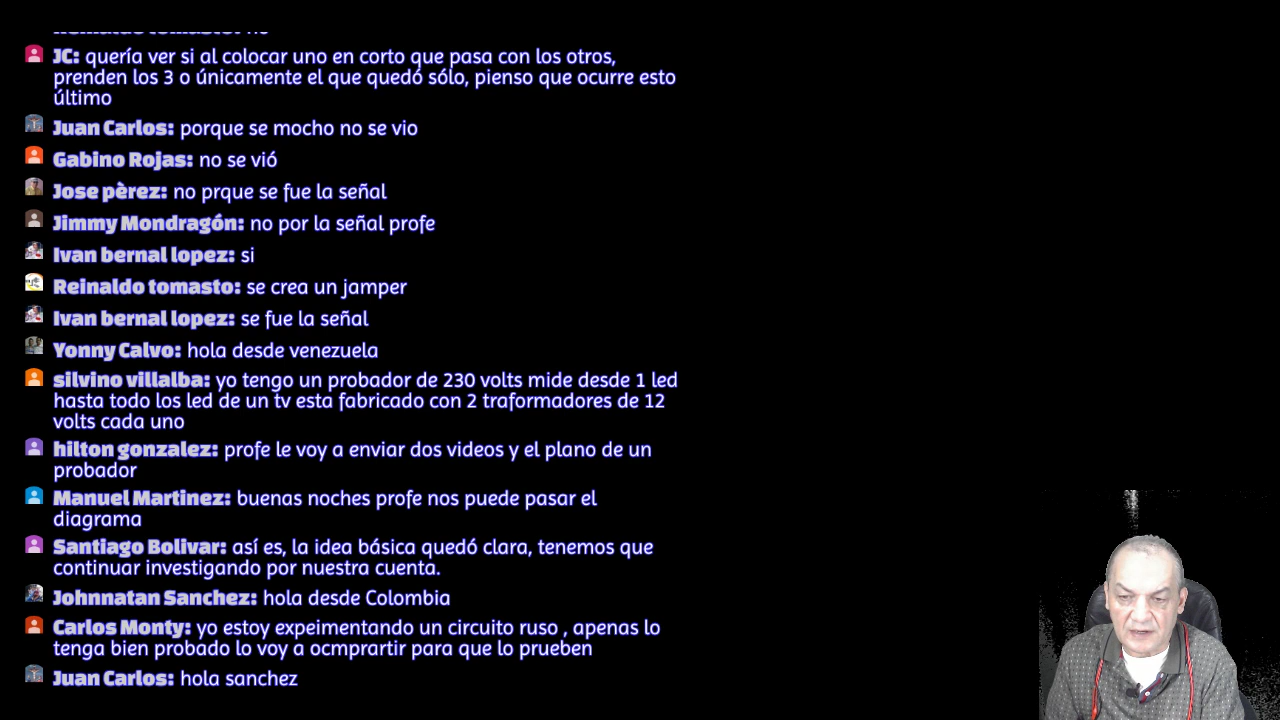 JC: quería ver si al colocar uno en corto que pasa con los otros,
prenden los 3 o únicamente el que quedó sólo, pienso que ocurre esto
último
Juan Carlos: porque se mocho no se vio
Gabino Rojas: no se vió
Jose pèrez: no prque se fue la señal
Jimmy Mondragón: no por la señal profe
Ivan bernal lopez: si
Reinaldo tomasto: se crea un jamper
Ivan bernal lopez: se fue la señal
Yonny Calvo: hola desde venezuela
silvino villalba: yo tengo un probador de 230 volts mide desde 1 led
hasta todo los led de un tv esta fabricado con 2 traformadores de 12
volts cada uno
hilton gonzalez: profe le voy a enviar dos videos y el plano de un
probador
Manuel Martinez: buenas noches profe nos puede pasar el
diagrama
Santiago Bolivar: así es, la idea básica quedó clara, tenemos que
continuar investigando por nuestra cuenta.
Johnnatan Sanchez: hola desde Colombia
Carlos Monty: yo estoy expeimentando un circuito ruso , apenas lo
tenga bien probado lo voy a ocmprartir para que lo prueben
Juan Carlos: hola sanchez